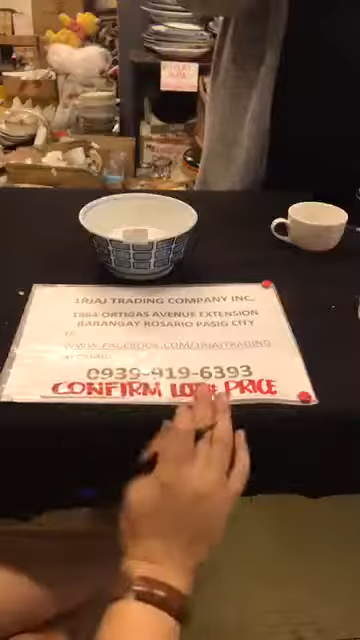 1RJAJ TRADING COMPANY INC.
1864 ORTIGAS AVENUE EXTENSION
BARANGAY ROSARIO PASIG CITY
FB:
WWW.FACEBOOK.COM/1RJAJTRADING
0939-919-6393
CONFIRM LOT# PRICE